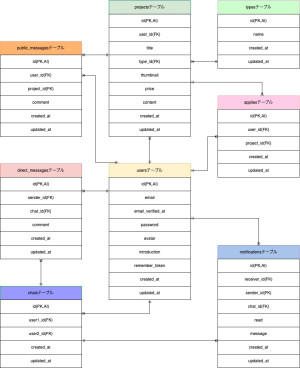 projectsテーブル
id(PK,AI)
user_id(FK)
title
type_id(FK)
thumbnail
price
content
created_at
updated_at
typesテーブル
id(PK,AI)
name
created_at
updated_at
public_messagesテーブル
id(PK,AI)
user_id(FK)
project_id(FK)
comment
created_at
updated_at
appliesテーブル
id(PK,AI)
user_id(FK)
project_id(FK)
created_at
updated_at
direct_messagesテーブル
id(PK,AI)
sender_id(FK)
chat_id(FK)
comment
created_at
updated_at
usersテーブル
id(PK,AI)
email
email_verified_at
password
avatar
introduction
remember_token
created_at
updated_at
notificationsテーブル
id(PK,AI)
receiver_id(FK)
sender_id(FK)
chat_id(FK)
read
message
created_at
updated_at
chatsテーブル
id(PK,AI)
user1_id(FK)
user2_id(FK)
created_at
updated_at